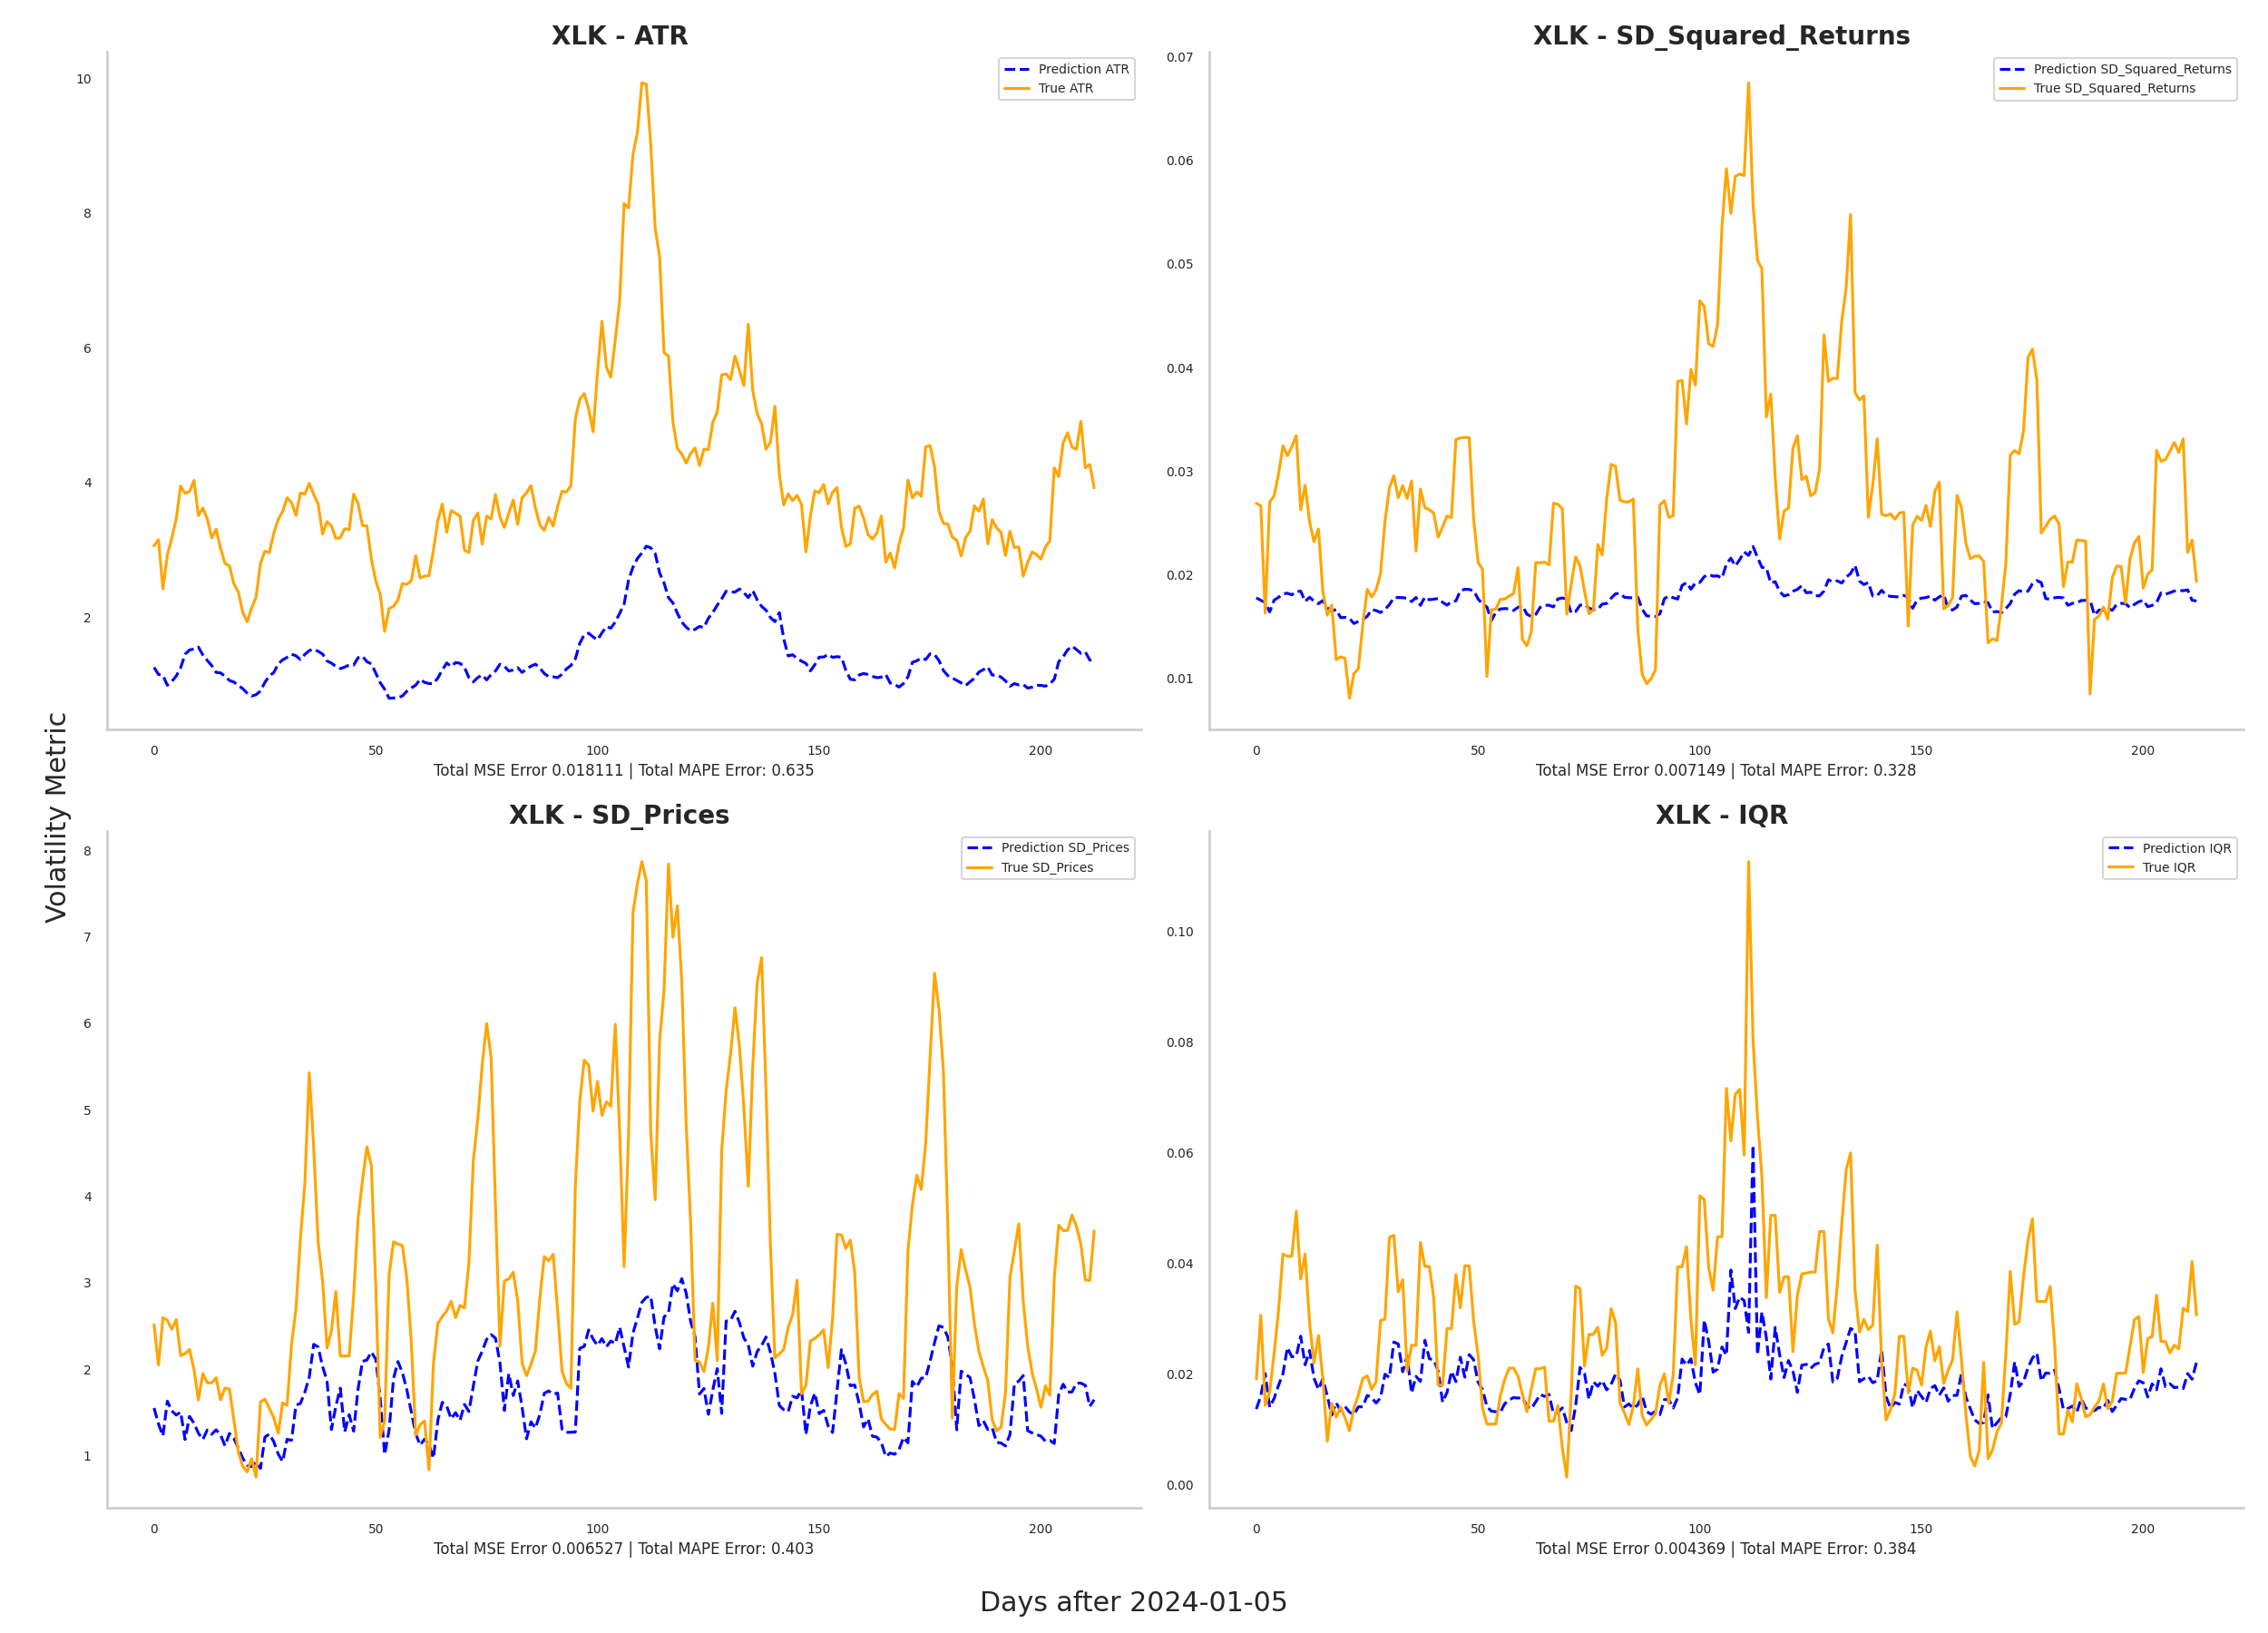 XLK - ATR
Prediction ATR
True ATR
10
8
6
4
2
0
50
100
150
200
Total MSE Error 0.018111 | Total MAPE Error: 0.635
XLK - SD_Squared_Returns
Prediction SD_Squared_Returns
True SD_Squared_Returns
0.07
0.06
0.05
0.04
0.03
0.02
0.01
0
50
100
150
200
Total MSE Error 0.007149 | Total MAPE Error: 0.328
Volatility Metric
XLK - SD_Prices
Prediction SD_Prices
True SD_Prices
8
7
6
5
4
3
2
1
0
50
100
150
200
Total MSE Error 0.006527 | Total MAPE Error: 0.403
XLK - IQR
Prediction IQR
True IQR
0.10
0.08
0.06
0.04
0.02
0.00
0
50
100
150
200
Total MSE Error 0.004369 | Total MAPE Error: 0.384
Days after 2024-01-05